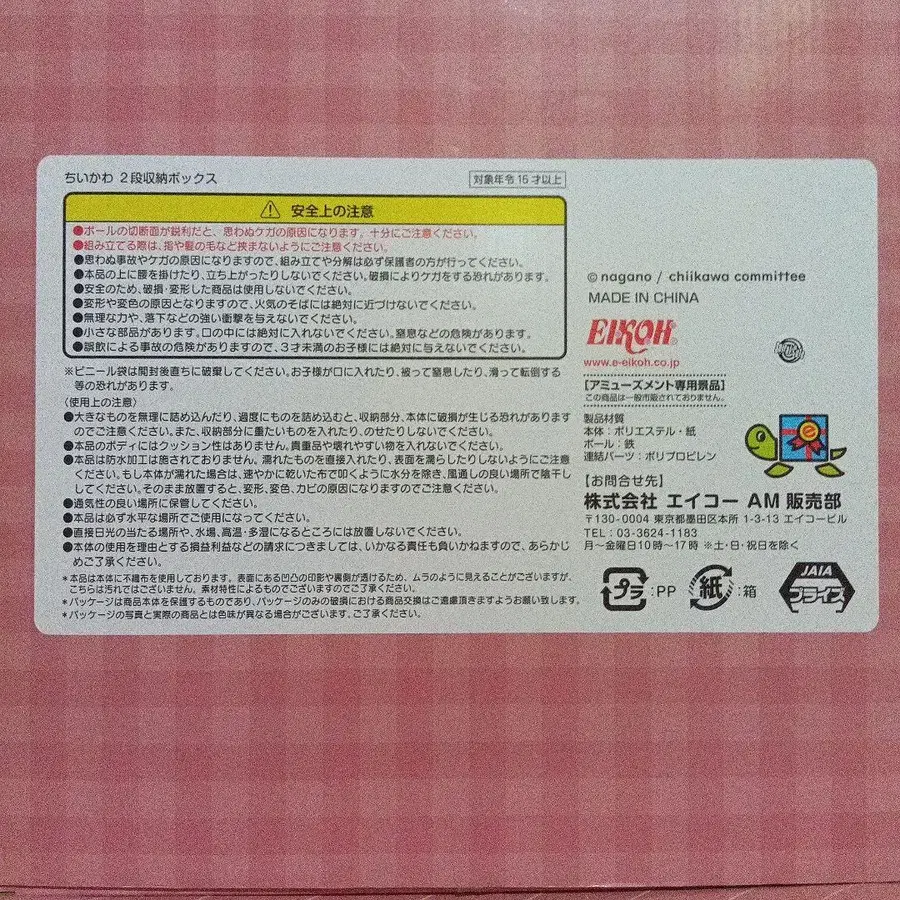 ちいかわ 2段収納ボックス
対象年令15才以上
安全上の注意
●ポールの切断面が鋭利だと、思わぬケガの原因になります。十分にご注意ください。
●組み立てる際は、指や髪の毛など挟まないようにご注意ください。
●思わぬ事故やケガの原因となりますので、組み立てや分解は必ず保護者の方が行ってください。
●本品の上に腰を掛けたり、立ち上がったりしないでください。破損によりケガをする恐れがあります。
●安全のため、破損・変形した商品は使用しないでください。
●変形や変色の原因となりますので、火気のそばには絶対に近づけないでください。
●無理な力や、落下などの強い衝撃を与えないでください。
●小さな部品があります。口の中には絶対に入れないでください。窒息などの危険があります。
●誤飲による事故の危険がありますので、3才未満のお子様には絶対に与えないでください。
※ビニール袋は開封後直ちに破棄してください。お子様が口に入れたり、被って窒息したり、滑って転倒する
等の恐れがあります。
〈使用上の注意〉
●大きなものを無理に詰め込んだり、過度にものを詰め込むと、収納部分、本体に破損が生じる恐れがあります
のでご注意ください。また、収納部分に重たいものを入れたり、のせたりしないでください。
●本品のボディにはクッション性はありません。貴重品や壊れやすい物を入れないでください。
●本品は防水加工は施されておりません。濡れたものを直接入れたり、表面を濡らしたりしないようにご注意
ください。もし本体が濡れた場合は、速やかに乾いた布で叩くように水分を除き、風通しの良い場所で陰干し
してください。そのまま放置すると、変形、変色、カビの原因になりますのでご注意ください。
●通気性の良い場所に保管してください。
●本品は必ず水平な場所でご使用になってください。
●直接日光の当たる場所や、水場、高温・多湿になるところには放置しないでください。
●本体の使用を理由とする損益利益などの請求につきましては、いかなる責任も負いかねますので、あらかじ
めご了承ください。
*本品は本体に不織布を使用しております。表面にある凹凸の印影や裏側が透けるため、ムラのように見えることがございますが、
こちらは汚れではございません。素材特性によるものでございますのでご了承ください。
*パッケージは商品本体を保護するものであり、パッケージのみの破損における商品交換はご遠慮頂きますようお願い致します。
*パッケージの写真と実際の商品とは色味が異なる場合がございます。ご了承ください。
© nagano / chiikawa committee
MADE IN CHINA
EIKOH
www.e-eikoh.co.jp
【アミューズメント専用景品】
この商品は一般市販されておりません。
製品材質
本体：ポリエステル・紙
ポール：鉄
連結パーツ：ポリプロピレン
【お問合せ先】
株式会社 エイコー AM 販売部
〒130-0004 東京都墨田区本所 1-3-13 エイコービル
TEL：03-3624-1183
月～金曜日10時～17時 ※土・日・祝日を除く
プラ：PP
紙：箱
JAIA
プライズ